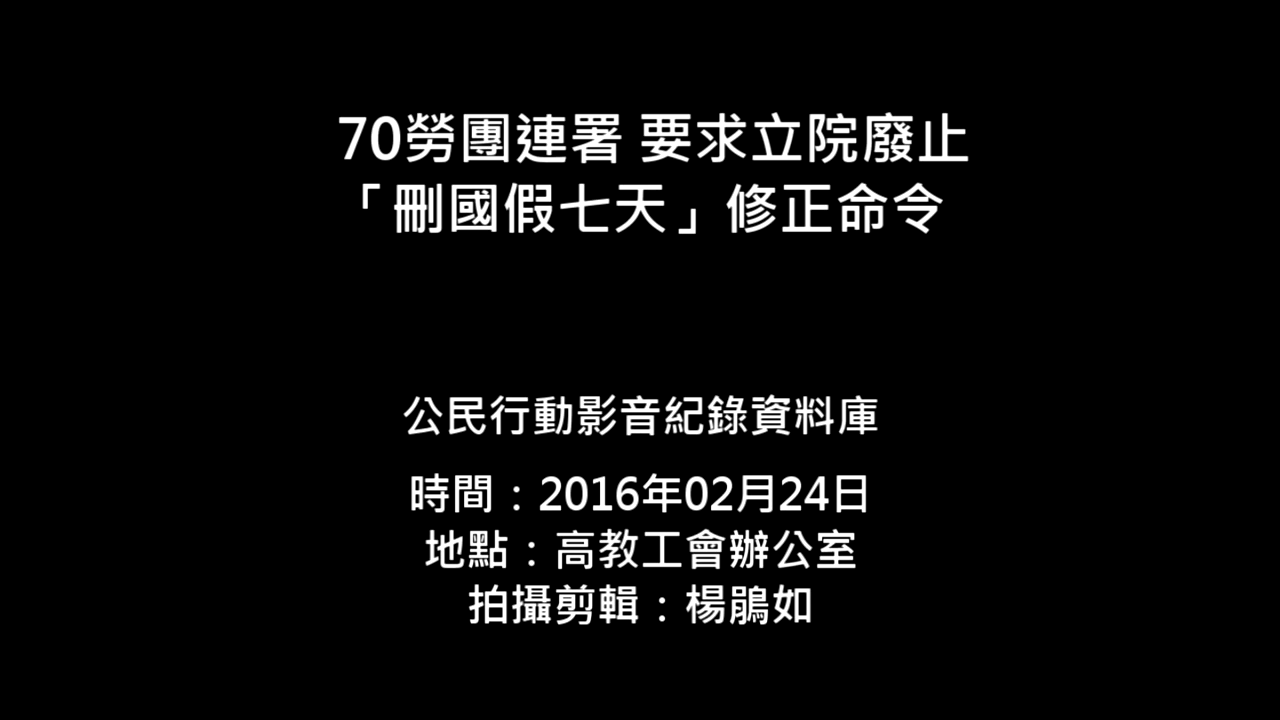 70勞團連署 要求立院廢止
「刪國假七天」修正命令
公民行動影音紀錄資料庫
時間：2016年02月24日
地點：高教工會辦公室
拍攝剪輯：楊鵑如